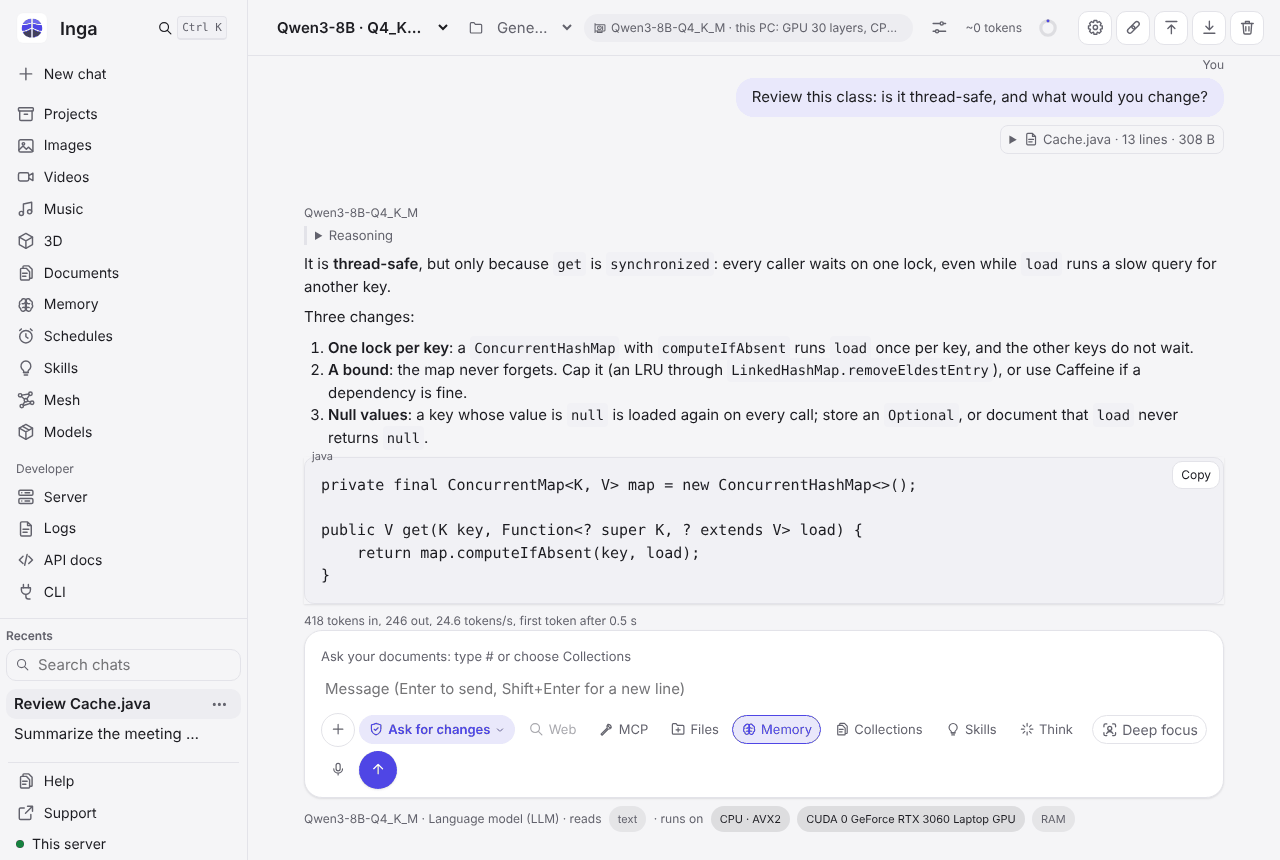 Inga
Ctrl K
New chat
Projects
Images
Videos
Music
3D
Documents
Memory
Schedules
Skills
Mesh
Models
Developer
Server
Logs
API docs
CLI
Recents
Search chats
Review Cache.java
Summarize the meeting ...
Help
Support
This server
Qwen3-8B · Q4_K...
Gene...
Qwen3-8B-Q4_K_M · this PC: GPU 30 layers, CP...
~0 tokens
You
Review this class: is it thread-safe, and what would you change?
Cache.java · 13 lines · 308 B
Qwen3-8B-Q4_K_M
Reasoning
It is thread-safe, but only because get is synchronized: every caller waits on one lock, even while load runs a slow query for
another key.
Three changes:
1. One lock per key: a ConcurrentHashMap with computeIfAbsent runs load once per key, and the other keys do not wait.
2. A bound: the map never forgets. Cap it (an LRU through LinkedHashMap.removeEldestEntry), or use Caffeine if a
dependency is fine.
3. Null values: a key whose value is null is loaded again on every call; store an Optional, or document that load never
returns null.
java
Copy
private final ConcurrentMap<K, V> map = new ConcurrentHashMap<>();
public V get(K key, Function<? super K, ? extends V> load) {
    return map.computeIfAbsent(key, load);
}
418 tokens in, 246 out, 24.6 tokens/s, first token after 0.5 s
Ask your documents: type # or choose Collections
Message (Enter to send, Shift+Enter for a new line)
Ask for changes
Web
MCP
Files
Memory
Collections
Skills
Think
Deep focus
Qwen3-8B-Q4_K_M · Language model (LLM) · reads text · runs on CPU · AVX2 CUDA 0 GeForce RTX 3060 Laptop GPU RAM